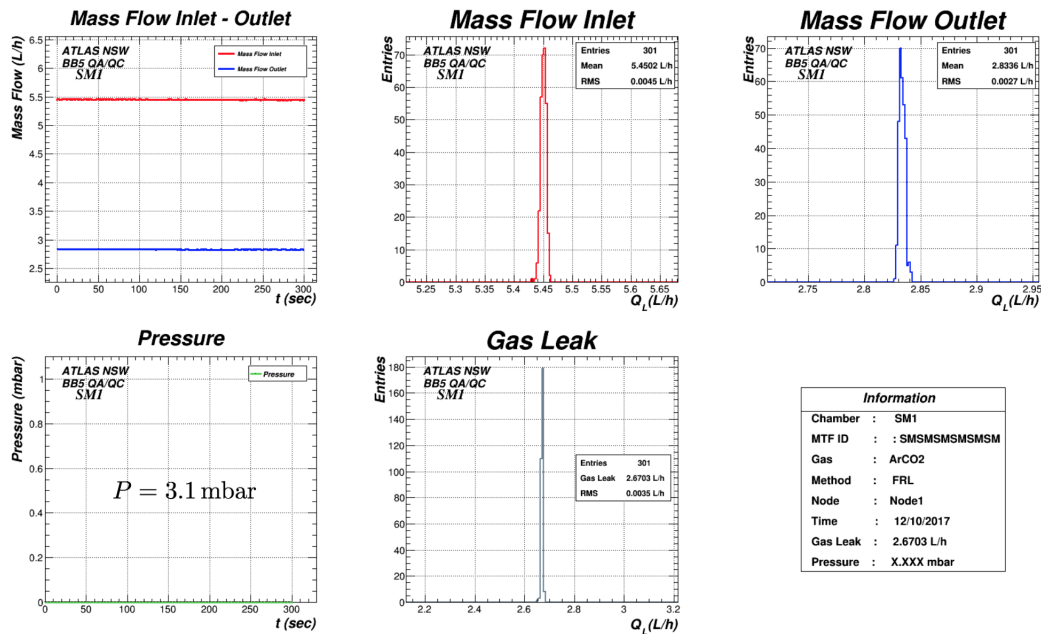 Mass Flow Inlet - Outlet
Mass Flow (L/h)
6.5
6
5.5
5
4.5
4
3.5
3
2.5
ATLAS NSW
BB5 QA/QC
SM1
Mass Flow Inlet
Mass Flow Outlet
0 50 100 150 200 250 300
t (sec)
Mass Flow Inlet
Entries
70
60
50
40
30
20
10
0
ATLAS NSW
BB5 QA/QC
SM1
Entries 301
Mean 5.4502 L/h
RMS 0.0045 L/h
5.25 5.3 5.35 5.4 5.45 5.5 5.55 5.6 5.65
Q_L(L/h)
Mass Flow Outlet
Entries
70
60
50
40
30
20
10
0
ATLAS NSW
BB5 QA/QC
SM1
Entries 301
Mean 2.8336 L/h
RMS 0.0027 L/h
2.75 2.8 2.85 2.9 2.95
Q_L(L/h)
Pressure
Pressure (mbar)
1
0.8
0.6
0.4
0.2
0
ATLAS NSW
BB5 QA/QC
SM1
Pressure
P = 3.1 mbar
0 50 100 150 200 250 300
t (sec)
Gas Leak
Entries
180
160
140
120
100
80
60
40
20
0
ATLAS NSW
BB5 QA/QC
SM1
Entries 301
Gas Leak 2.6703 L/h
RMS 0.0035 L/h
2.2 2.4 2.6 2.8 3 3.2
Q_L(L/h)
Information
Chamber : SM1
MTF ID : : SMSMSMSMSMSM
Gas : ArCO2
Method : FRL
Node : Node1
Time : 12/10/2017
Gas Leak : 2.6703 L/h
Pressure : X.XXX mbar